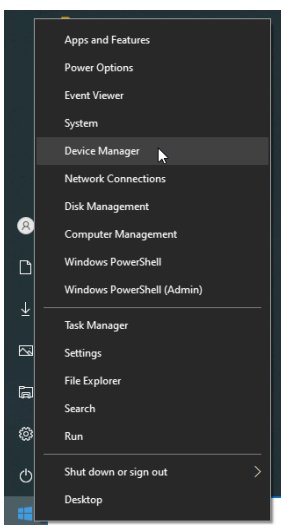 Apps and Features
Power Options
Event Viewer
System
Device Manager
Network Connections
Disk Management
Computer Management
Windows PowerShell
Windows PowerShell (Admin)
Task Manager
Settings
File Explorer
Search
Run
Shut down or sign out
Desktop